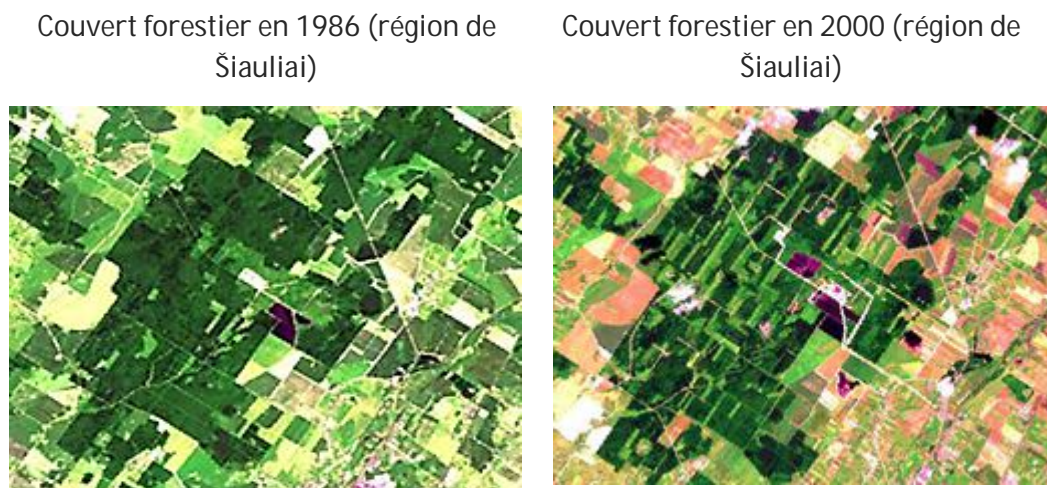 Couvert forestier en 1986 (région de
Šiauliai)
Couvert forestier en 2000 (région de
Šiauliai)